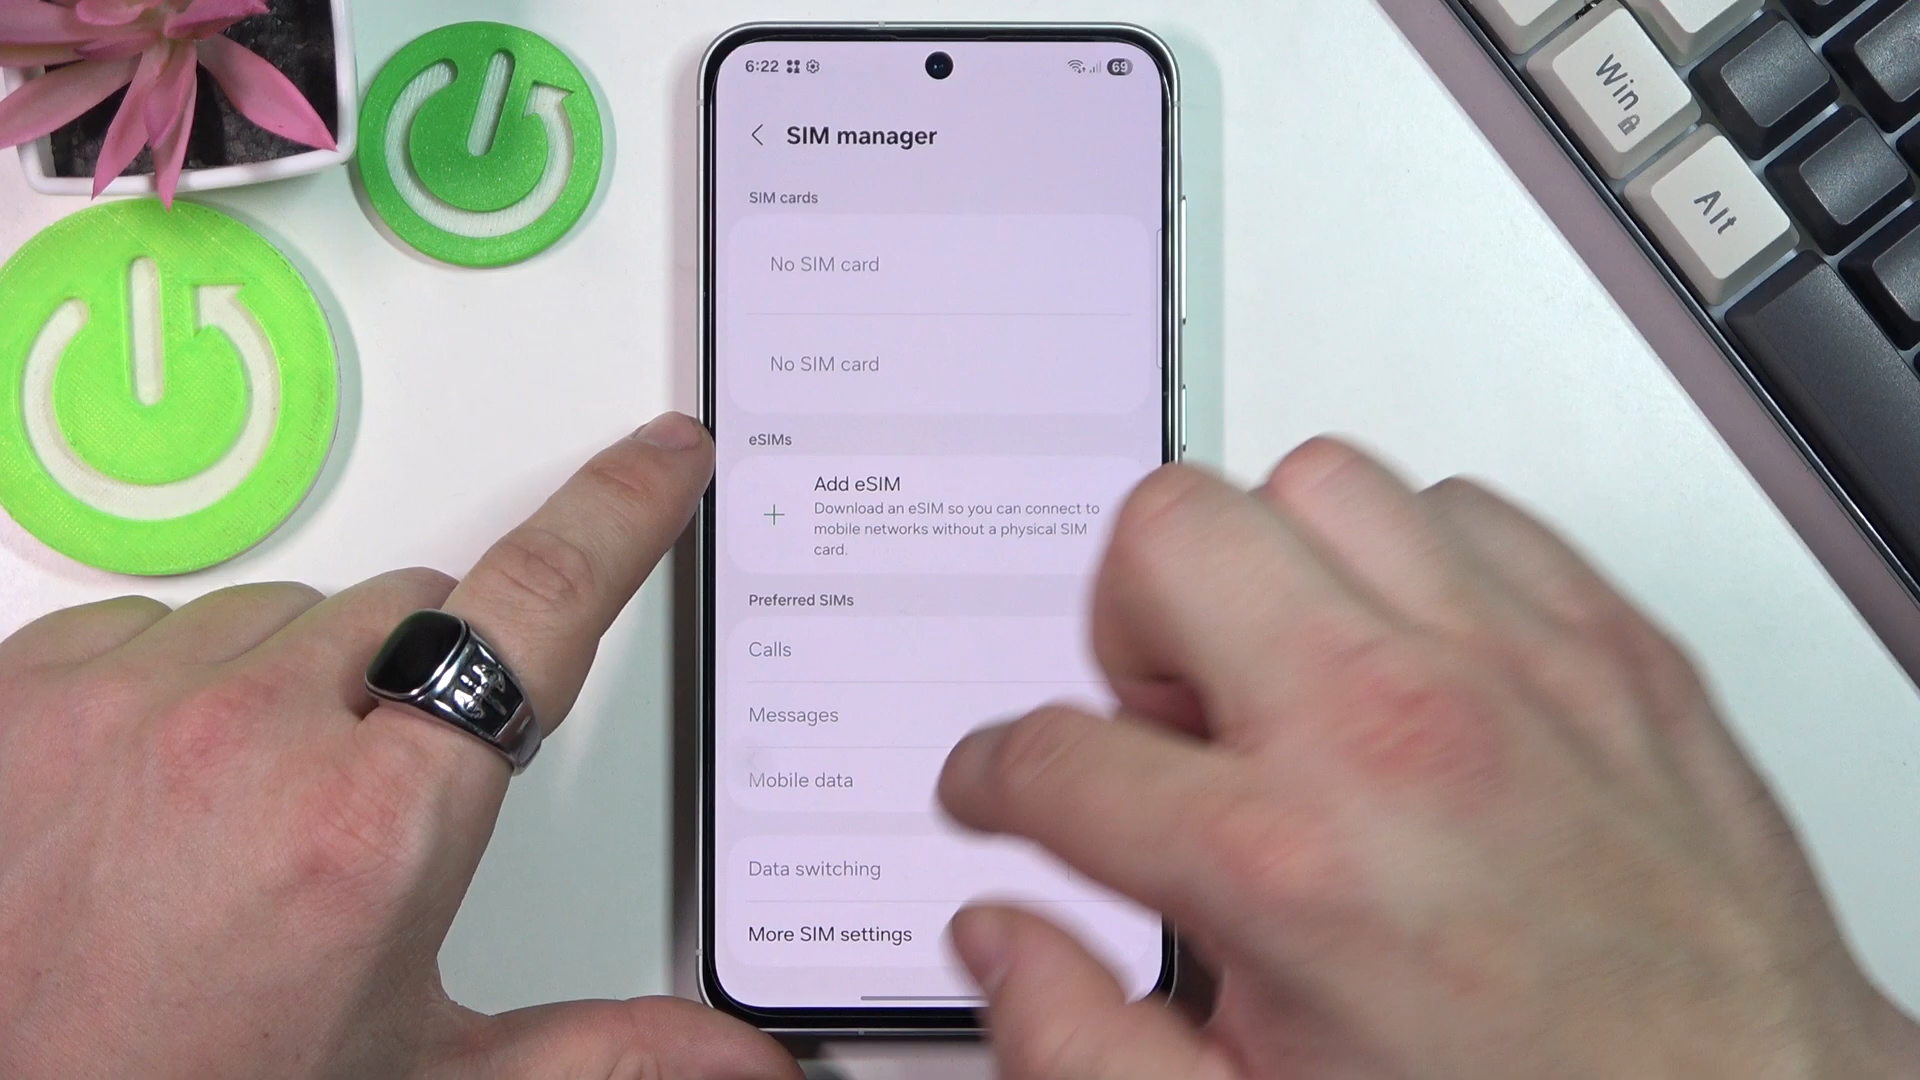 6:22
69
SIM manager
SIM cards
No SIM card
No SIM card
eSIMs
Add eSIM
Download an eSIM so you can connect to
mobile networks without a physical SIM
card.
Preferred SIMs
Calls
Messages
Mobile data
Data switching
More SIM settings
Win
Alt